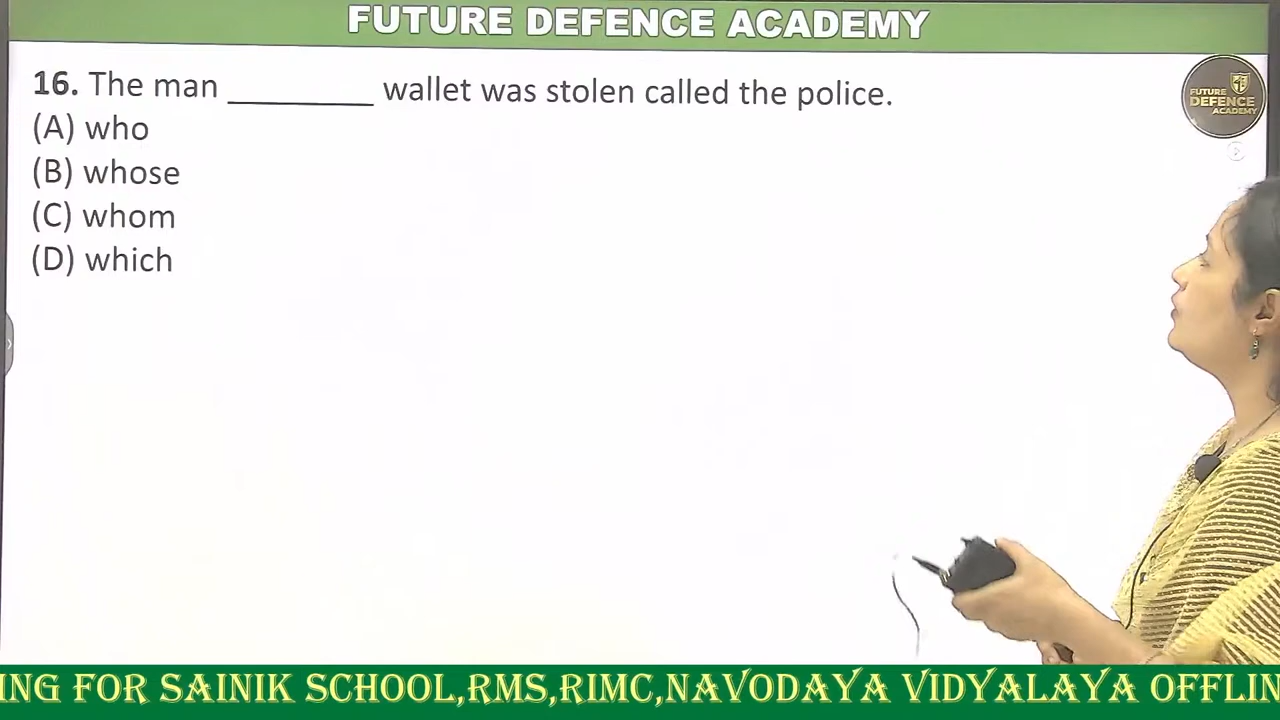 FUTURE DEFENCE ACADEMY
16. The man ________ wallet was stolen called the police.
(A) who
(B) whose
(C) whom
(D) which
FUTURE
DEFENCE
ACADEMY
ING FOR SAINIK SCHOOL,RMS,RIMC,NAVODAYA VIDYALAYA OFFLIN